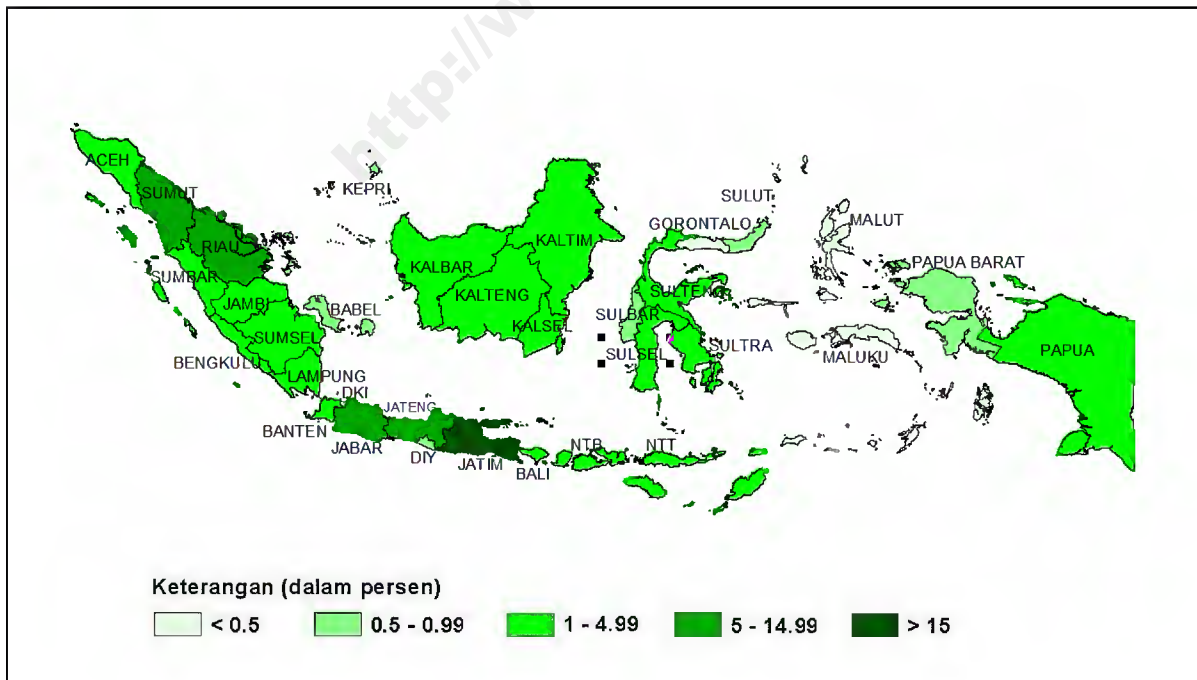 http://w
ACEH
SUMUT
KEPRI
SULUT
GORONTALO
MALUT
RIAU
KALTIM
KALBAR
PAPUA BARAT
SUMBAR
KALTENG
SULTENG
JAMBI
BABEL
SULBAR
KALSEL
SUMSEL
SULTRA
SULSEL
MALUKU
PAPUA
BENGKULU
LAMPUNG
DKI
JATENG
BANTEN
JABAR
DIY
JATIM
BALI
NTB
NTT
Keterangan (dalam persen)
< 0.5
0.5 - 0.99
1 - 4.99
5 - 14.99
> 15